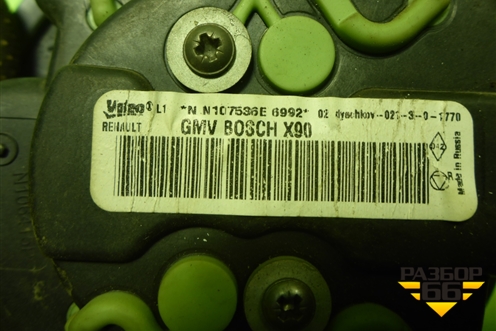 Valeo L1 *N N107536E 6992* 02 dyachkov--021-3-0-1770
RENAULT GMV BOSCH X90
Made in Russia
РАЗБОР
66